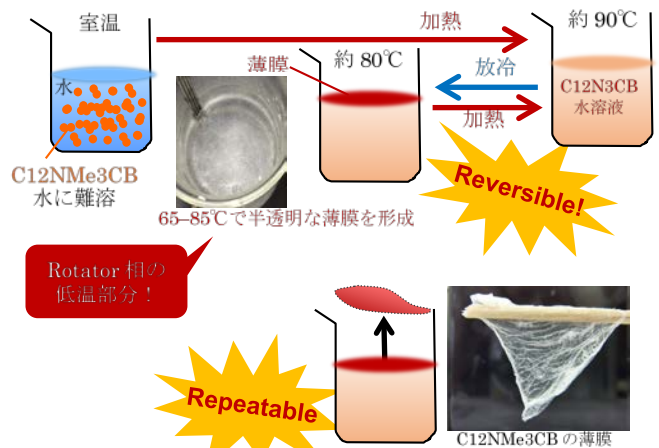 室温
加熱
約 90℃
薄膜
約 80℃
放冷
水
C12N3CB
水溶液
加熱
C12NMe3CB
水に難溶
Reversible!
65–85℃で半透明な薄膜を形成
Rotator 相の
低温部分！
Repeatable
C12NMe3CB の薄膜